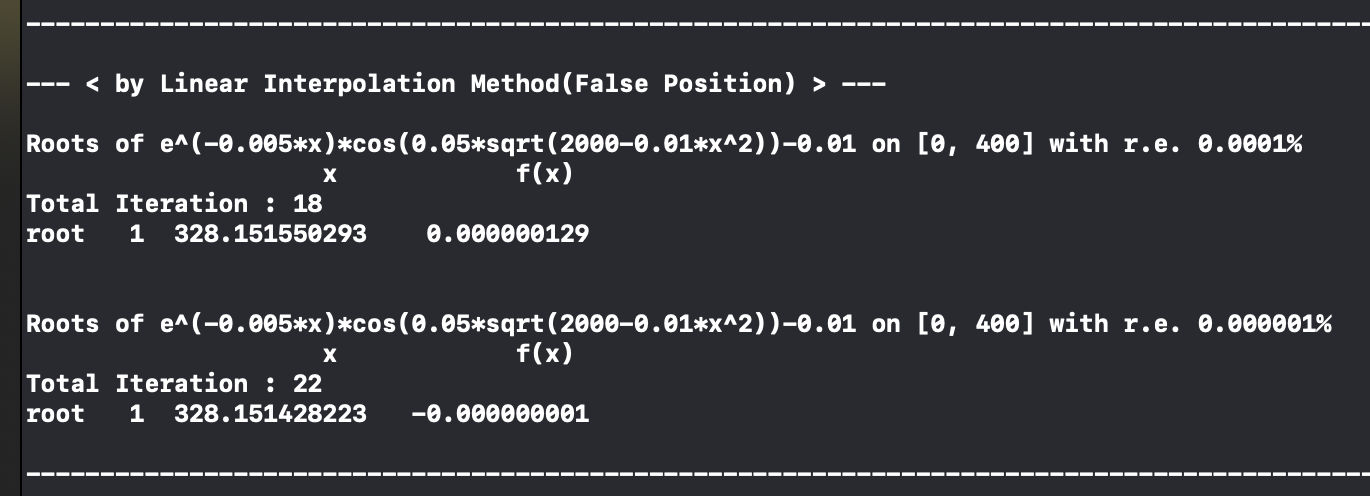 --- < by Linear Interpolation Method(False Position) > ---
Roots of e^(-0.005*x)*cos(0.05*sqrt(2000-0.01*x^2))-0.01 on [0, 400] with r.e. 0.0001%
x f(x)
Total Iteration : 18
root 1 328.151550293 0.000000129
Roots of e^(-0.005*x)*cos(0.05*sqrt(2000-0.01*x^2))-0.01 on [0, 400] with r.e. 0.000001%
x f(x)
Total Iteration : 22
root 1 328.151428223 -0.000000001